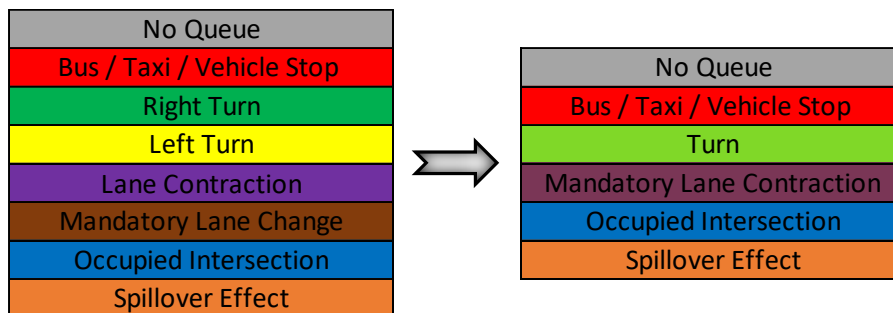 No Queue
Bus / Taxi / Vehicle Stop
Right Turn
Left Turn
Lane Contraction
Mandatory Lane Change
Occupied Intersection
Spillover Effect
No Queue
Bus / Taxi / Vehicle Stop
Turn
Mandatory Lane Contraction
Occupied Intersection
Spillover Effect